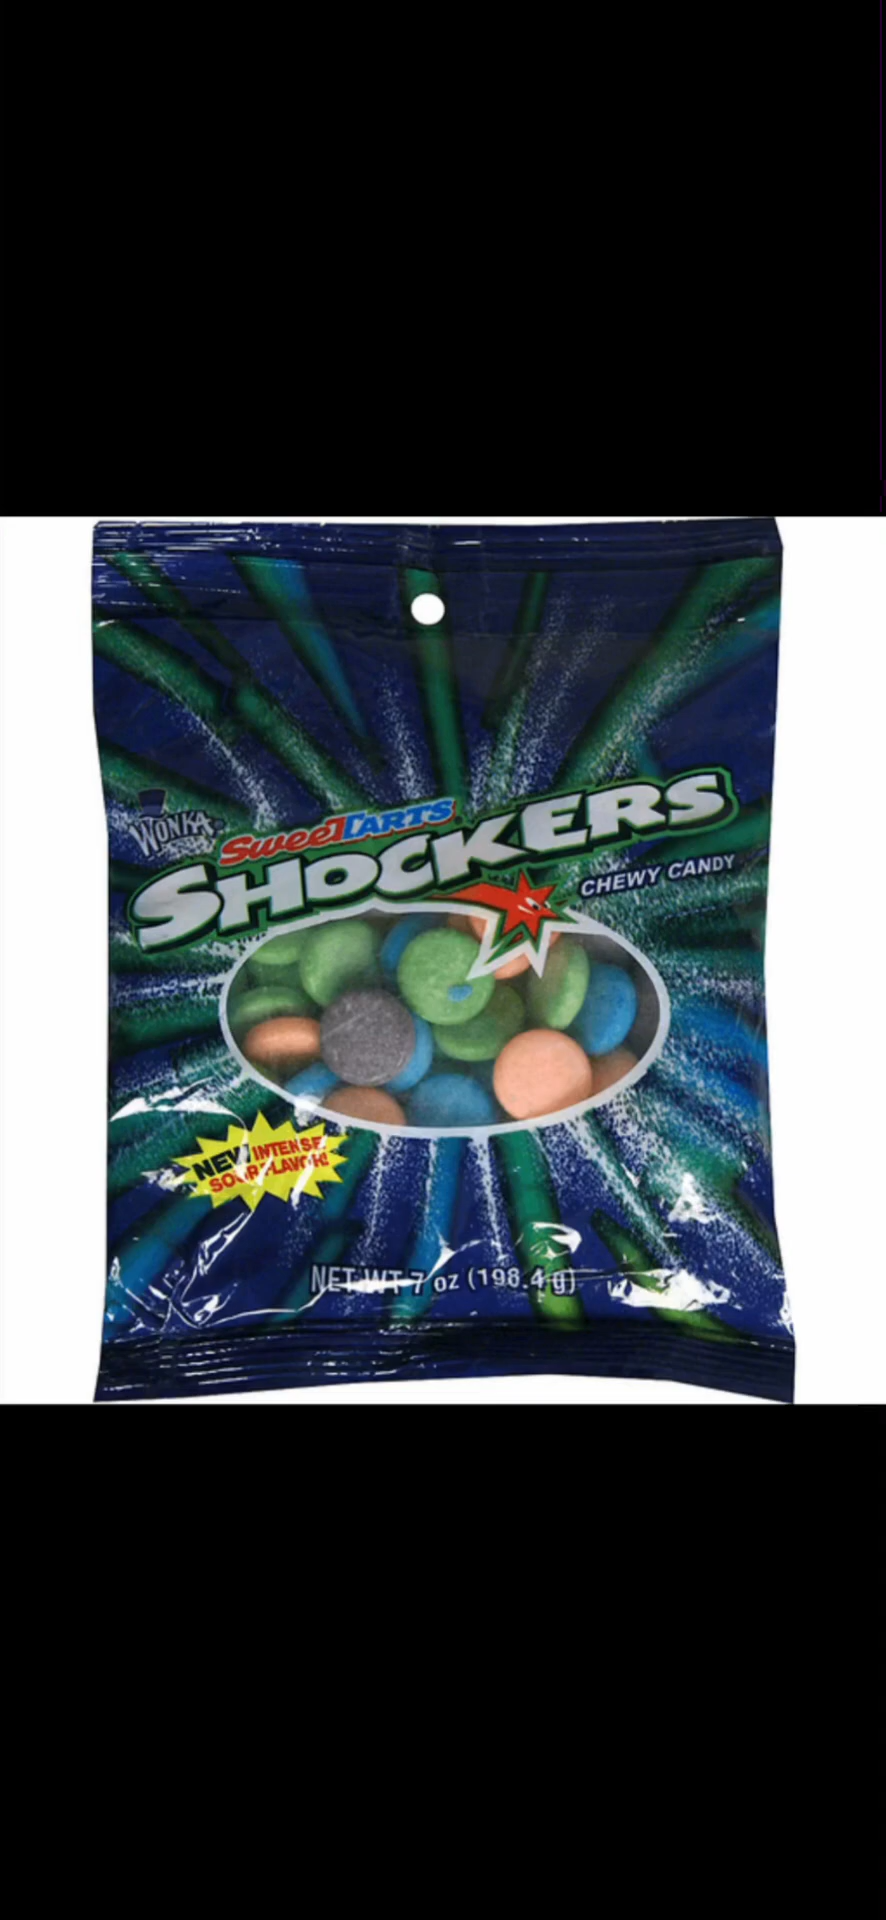 WONKA
SweeTARTS
SHOCKERS
CHEWY CANDY
NEW INTENSE
SOUR FLAVOR!
NET WT 7 oz (198.4 g)